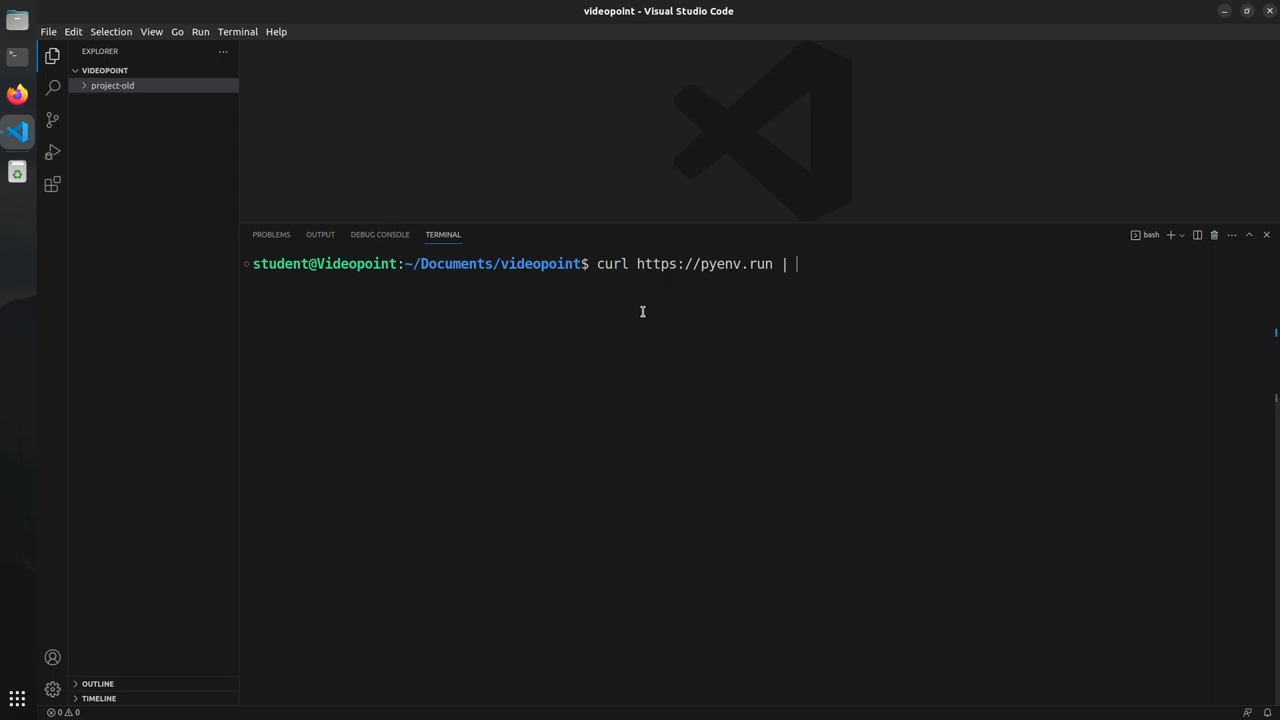 videopoint - Visual Studio Code
File Edit Selection View Go Run Terminal Help
EXPLORER
VIDEOPOINT
project-old
PROBLEMS OUTPUT DEBUG CONSOLE TERMINAL
bash
student@Videopoint:~/Documents/videopoint$ curl https://pyenv.run |
OUTLINE
TIMELINE
0 0